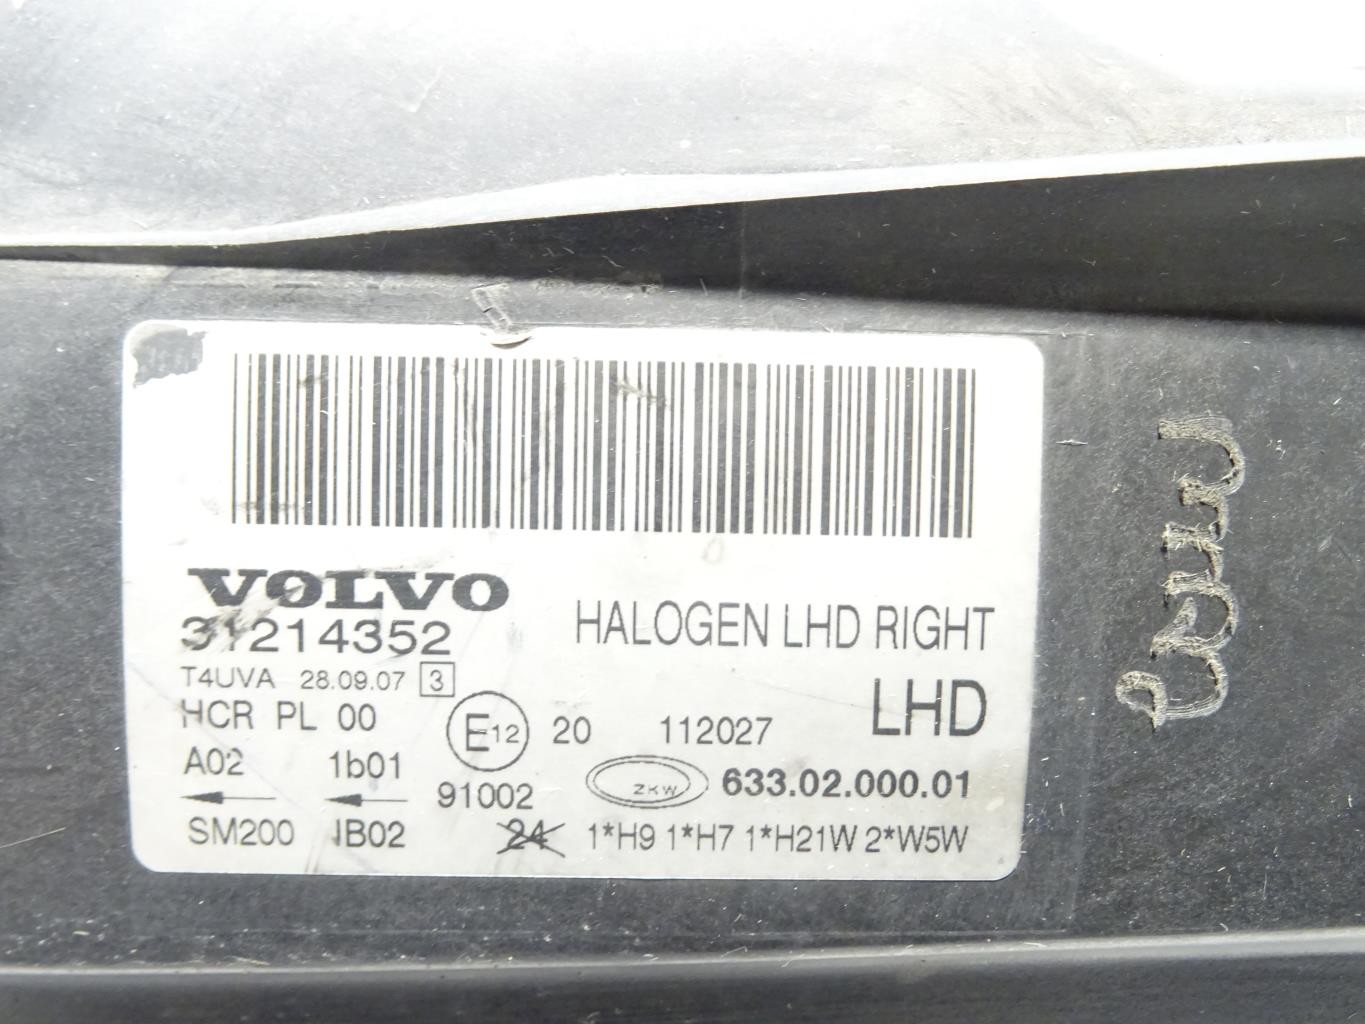 VOLVO
31214352
HALOGEN LHD RIGHT
T4UVA 28.09.07 3
LHD
HCR PL 00 E12 20 112027
A02 1b01 91002 ZKW 633.02.000.01
SM200 IB02 24 1*H9 1*H7 1*H21W 2*W5W